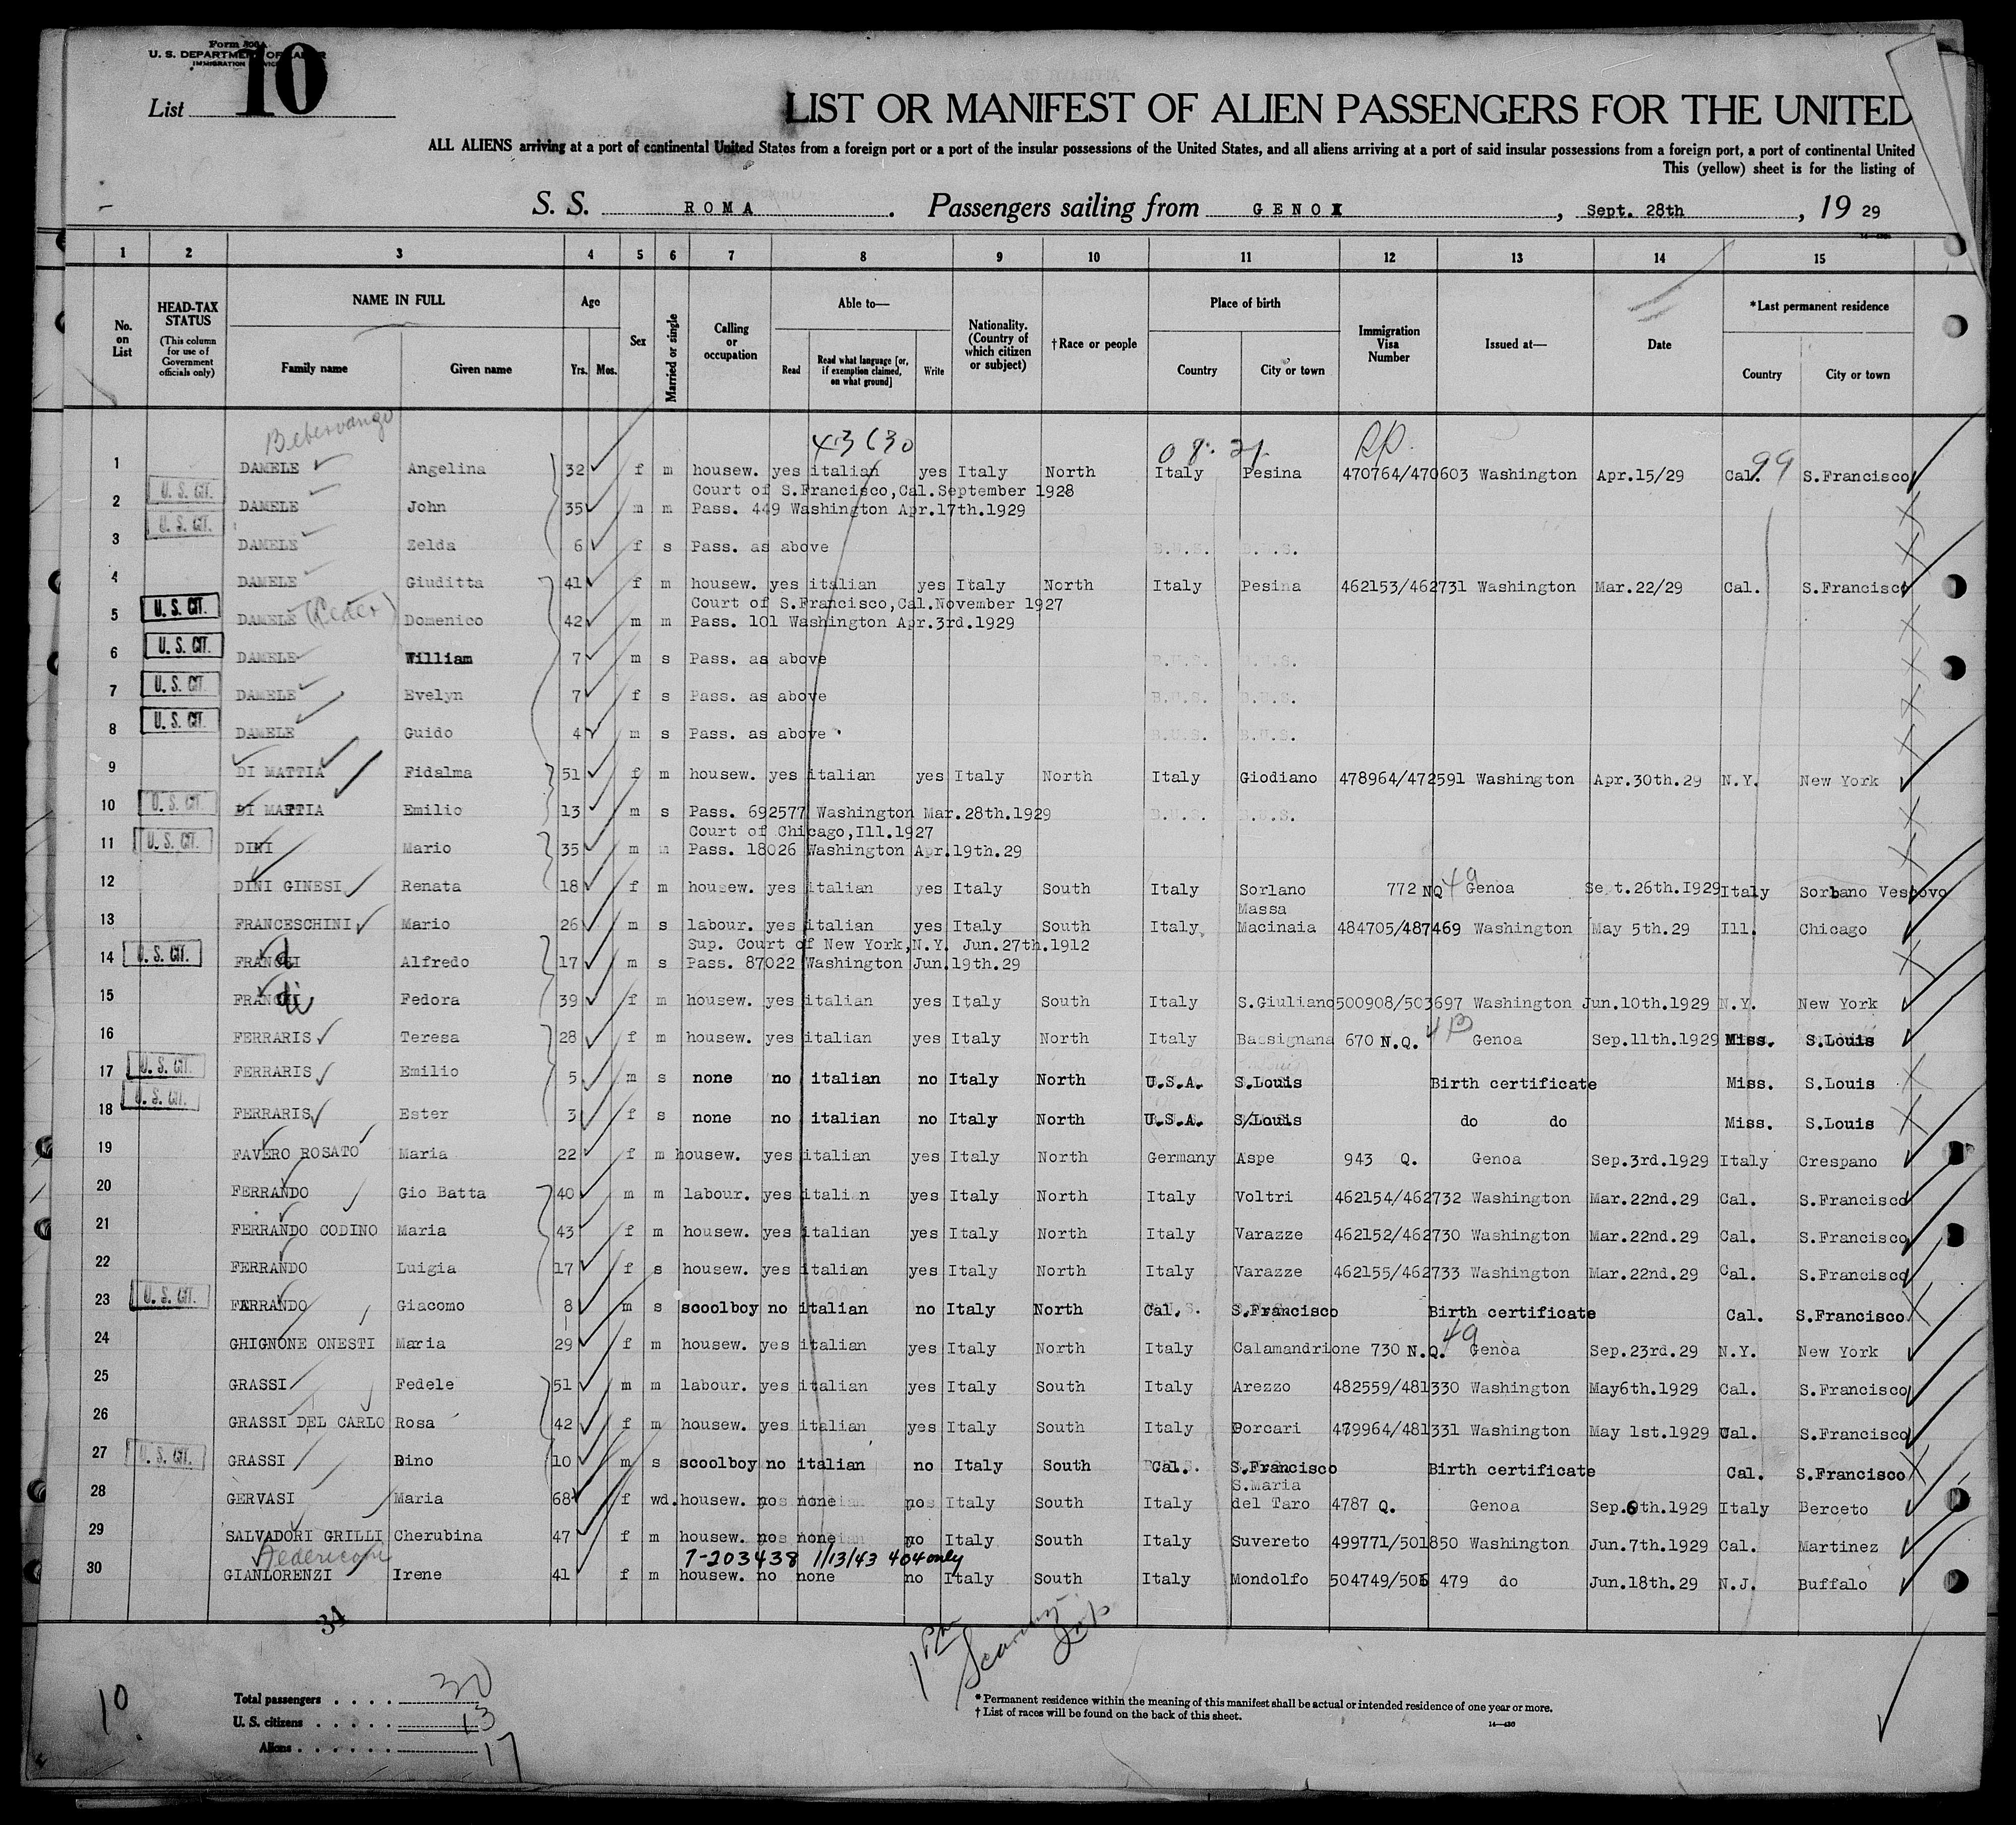 Form 500A
U. S. DEPARTMENT OF LABOR
IMMIGRATION SERVICE
List 10
LIST OR MANIFEST OF ALIEN PASSENGERS FOR THE UNITED
ALL ALIENS arriving at a port of continental United States from a foreign port or a port of the insular possessions of the United States, and all aliens arriving at a port of said insular possessions from a foreign port, a port of continental United
This (yellow) sheet is for the listing of
S. S. ROMA. Passengers sailing from GENOA, Sept. 28th, 19 29
1 2 3 4 5 6 7 8 9 10 11 12 13 14 15
No. on List
HEAD-TAX STATUS
(This column for use of Government officials only)
NAME IN FULL
Family name Given name
Age
Yrs. Mos.
Sex
Married or single
Calling or occupation
Able to—
Read
Read what language [or, if exemption claimed, on what ground]
Write
Nationality. (Country of which citizen or subject)
†Race or people
Place of birth
Country City or town
Immigration Visa Number
Issued at—
Date
*Last permanent residence
Country City or town
43630
99
1 DAMELE Angelina 32 f m housew. yes italian yes Italy North Italy Pesina 470764/470603 Washington Apr.15/29 Cal. S.Francisco
Court of S.Francisco,Cal.September 1928
2 U. S. CIT. DAMELE John 35 m m Pass. 449 Washington Apr.17th.1929
3 U. S. CIT. DAMELE Zelda 6 f s Pass. as above B.U.S. B.U.S.
4 DAMELE Giuditta 41 f m housew. yes italian yes Italy North Italy Pesina 462153/462731 Washington Mar.22/29 Cal. S.Francisco
Court of S.Francisco,Cal.November 1927
5 U. S. CIT. DAMELE Domenico 42 m m Pass. 101 Washington Apr.3rd.1929
6 U. S. CIT. DAMELE William 7 m s Pass. as above B.U.S. B.U.S.
7 U. S. CIT. DAMELE Evelyn 7 f s Pass. as above B.U.S. B.U.S.
8 U. S. CIT. DAMELE Guido 4 m s Pass. as above B.U.S. B.U.S.
9 DI MATTIA Fidalma 51 f m housew. yes italian yes Italy North Italy Giodiano 478964/472591 Washington Apr.30th.29 N.Y. New York
10 U. S. CIT. DI MATTIA Emilio 13 m s Pass. 692577 Washington Mar.28th.1929 B.U.S. B.U.S.
Court of Chicago,Ill.1927
11 U. S. CIT. DINI Mario 35 m m Pass. 18026 Washington Apr.19th.29
12 DINI GINESI Renata 18 f m housew. yes italian yes Italy South Italy Sorlano 772 NQ 49 Genoa Sept.26th.1929 Italy Sorbano Vescovo
Massa
13 FRANCESCHINI Mario 26 m s labour. yes italian yes Italy South Italy Macinaia 484705/487469 Washington May 5th.29 Ill. Chicago
Sup. Court of New York,N.Y. Jun.27th.1912
14 U. S. CIT. Alfredo 17 m s Pass. 87022 Washington Jun.19th.29
15 Fedora 39 f m housew. yes italian yes Italy South Italy S.Giuliano 500908/503697 Washington Jun.10th.1929 N.Y. New York
16 FERRARIS Teresa 28 f m housew. yes italian yes Italy North Italy Bassignana 670 N.Q. Genoa Sep.11th.1929 Miss. S.Louis
17 U. S. CIT. FERRARIS Emilio 5 m s none no italian no Italy North U.S.A. S.Louis Birth certificate Miss. S.Louis
18 U. S. CIT. FERRARIS Ester 3 f s none no italian no Italy North U.S.A. S/Louis do do Miss. S.Louis
19 FAVERO ROSATO Maria 22 f m housew. yes italian yes Italy North Germany Aspe 943 Q. Genoa Sep.3rd.1929 Italy Crespano
20 FERRANDO Gio Batta 40 m m labour. yes italian yes Italy North Italy Voltri 462154/462732 Washington Mar.22nd.29 Cal. S.Francisco
21 FERRANDO CODINO Maria 43 f m housew. yes italian yes Italy North Italy Varazze 462152/462730 Washington Mar.22nd.29 Cal. S.Francisco
22 FERRANDO Luigia 17 f s housew. yes italian yes Italy North Italy Varazze 462155/462733 Washington Mar.22nd.29 Cal. S.Francisco
23 U. S. CIT. FERRANDO Giacomo 8 m s scoolboy no italian no Italy North Cal. S.Francisco Birth certificate Cal. S.Francisco
24 GHIGNONE ONESTI Maria 29 f m housew. yes italian yes Italy North Italy Calamandrione 730 N.Q. 49 Genoa Sep.23rd.29 N.Y. New York
25 GRASSI Fedele 51 m m labour. yes italian yes Italy South Italy Arezzo 482559/481330 Washington May6th.1929 Cal. S.Francisco
26 GRASSI DEL CARLO Rosa 42 f m housew. yes italian yes Italy South Italy Porcari 479964/481331 Washington May 1st.1929 Cal. S.Francisco
27 U. S. CIT. GRASSI Dino 10 m s scoolboy no italian no Italy South Cal. S.Francisco Birth certificate Cal. S.Francisco
S.Maria
28 GERVASI Maria 68 f wd. housew. no none no Italy South Italy del Taro 4787 Q. Genoa Sep.6th.1929 Italy Berceto
29 SALVADORI GRILLI Cherubina 47 f m housew. no none no Italy South Italy Suvereto 499771/501850 Washington Jun.7th.1929 Cal. Martinez
Federiconi 7-203438 1/13/43 404 only
30 GIANLORENZI Irene 41 f m housew. no none no Italy South Italy Mondolfo 504749/506 479 do Jun.18th.29 N.J. Buffalo
34
10
Total passengers . . . . 30
U. S. citizens . . . . . 13
Aliens . . . . . . 17
* Permanent residence within the meaning of this manifest shall be actual or intended residence of one year or more.
† List of races will be found on the back of this sheet.
14—430